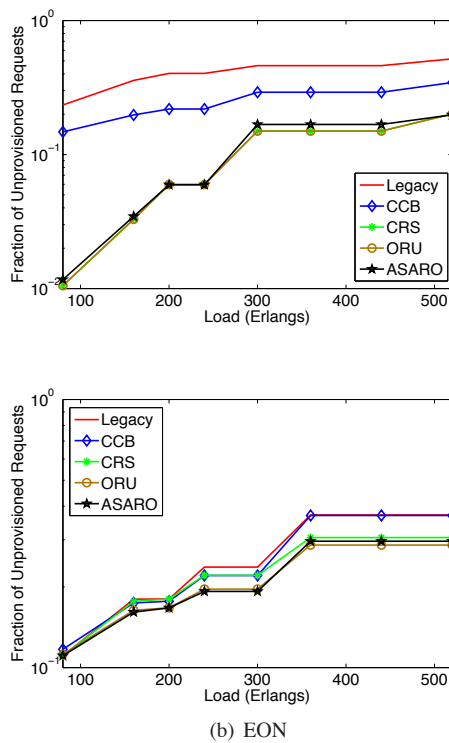 10^0
10^-1
10^-2
Fraction of Unprovisioned Requests
Legacy
CCB
CRS
ORU
ASARO
100 200 300 400 500
Load (Erlangs)
10^0
10^-1
Fraction of Unprovisioned Requests
Legacy
CCB
CRS
ORU
ASARO
100 200 300 400 500
Load (Erlangs)
(b) EON